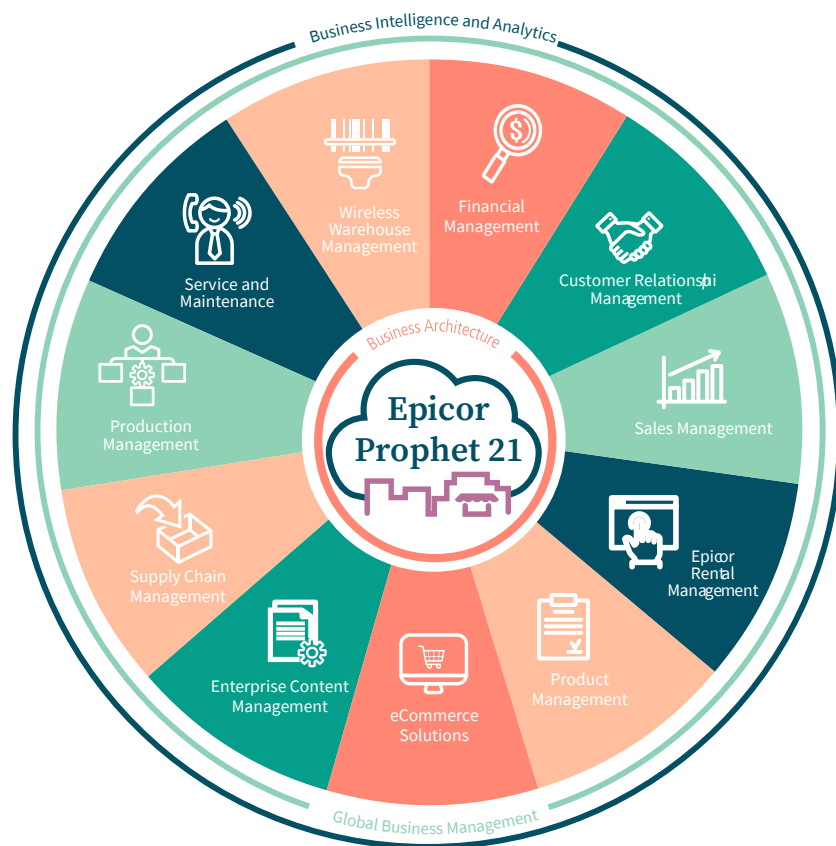 Business Intelligence and Analytics
Financial
Management
Customer Relationshi
Management
Sales Management
Epicor
Rental
Management
Product
Management
eCommerce
Solutions
Enterprise Content
Management
Supply Chain
Management
Production
Management
Service and
Maintenance
Wireless
Warehouse
Management
Business Architecture
Epicor
Prophet 21
Global Business Management